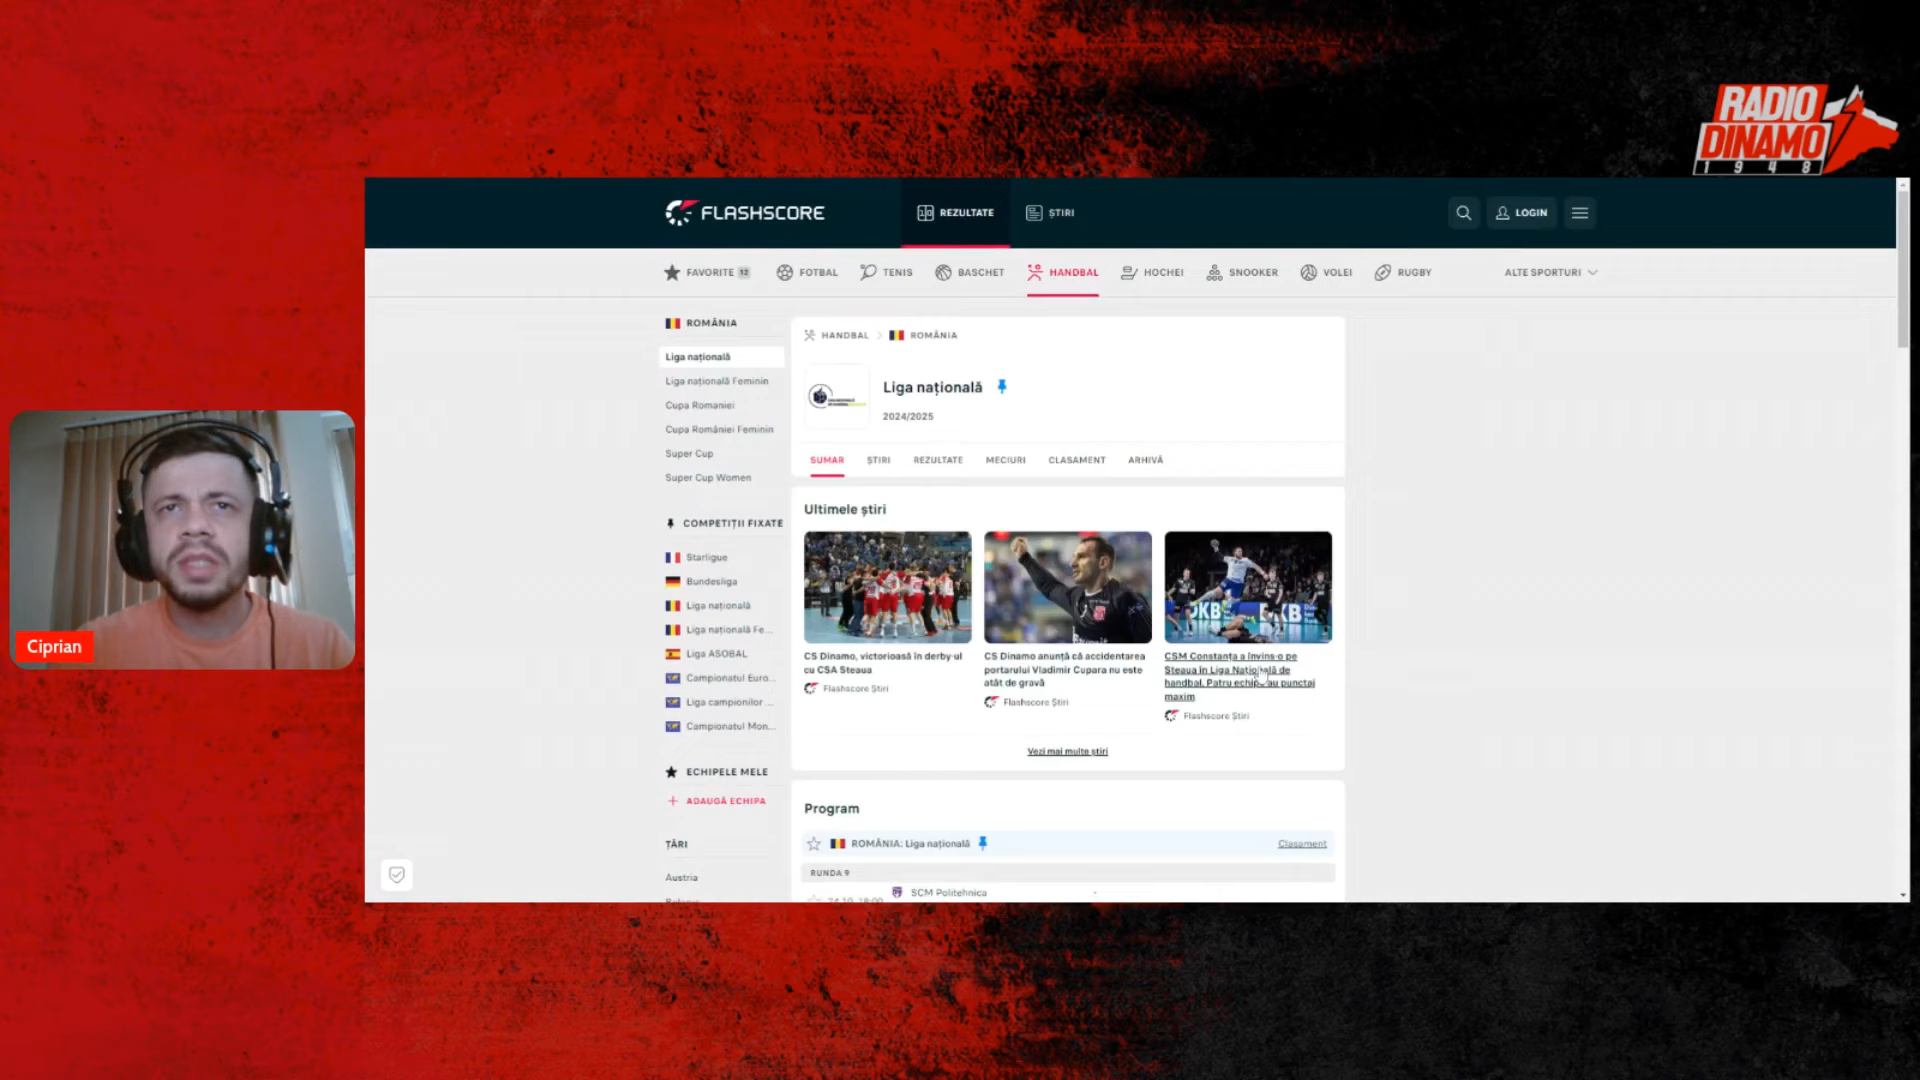 RADIO
DINAMO
1948
FLASHSCORE
REZULTATE
ȘTIRI
LOGIN
FAVORITE 12
FOTBAL
TENIS
BASCHET
HANDBAL
HOCHEI
SNOOKER
VOLEI
RUGBY
ALTE SPORTURI
ROMÂNIA
Liga națională
Liga națională Feminin
Cupa Romaniei
Cupa României Feminin
Super Cup
Super Cup Women
COMPETIȚII FIXATE
Starligue
Bundesliga
Liga națională
Liga națională Fe...
Liga ASOBAL
Campionatul Euro...
Liga campionilor ...
Campionatul Mon...
ECHIPELE MELE
+ ADAUGĂ ECHIPA
ȚĂRI
Austria
HANDBAL > ROMÂNIA
Liga națională
2024/2025
SUMAR
ȘTIRI
REZULTATE
MECIURI
CLASAMENT
ARHIVĂ
Ultimele știri
CS Dinamo, victorioasă în derby-ul
cu CSA Steaua
Flashscore Știri
CS Dinamo anunță că accidentarea
portarului Vladimir Cupara nu este
atât de gravă
Flashscore Știri
CSM Constanța a învins-o pe
Steaua în Liga Națională de
handbal. Patru echipe au punctaj
maxim
Flashscore Știri
Vezi mai multe știri
Program
ROMÂNIA: Liga națională
Clasament
RUNDA 9
24.10. 18:00
SCM Politehnica
-
Ciprian